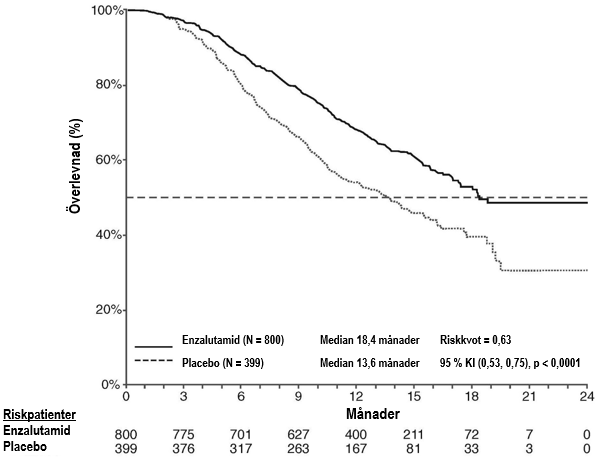 100%
80%
60%
40%
20%
0%
Överlevnad (%)
Enzalutamid (N = 800) Median 18,4 månader Riskkvot = 0,63
Placebo (N = 399) Median 13,6 månader 95 % KI (0,53, 0,75), p < 0,0001
0 3 6 9 12 15 18 21 24
Månader
Riskpatienter
Enzalutamid 800 775 701 627 400 211 72 7 0
Placebo 399 376 317 263 167 81 33 3 0